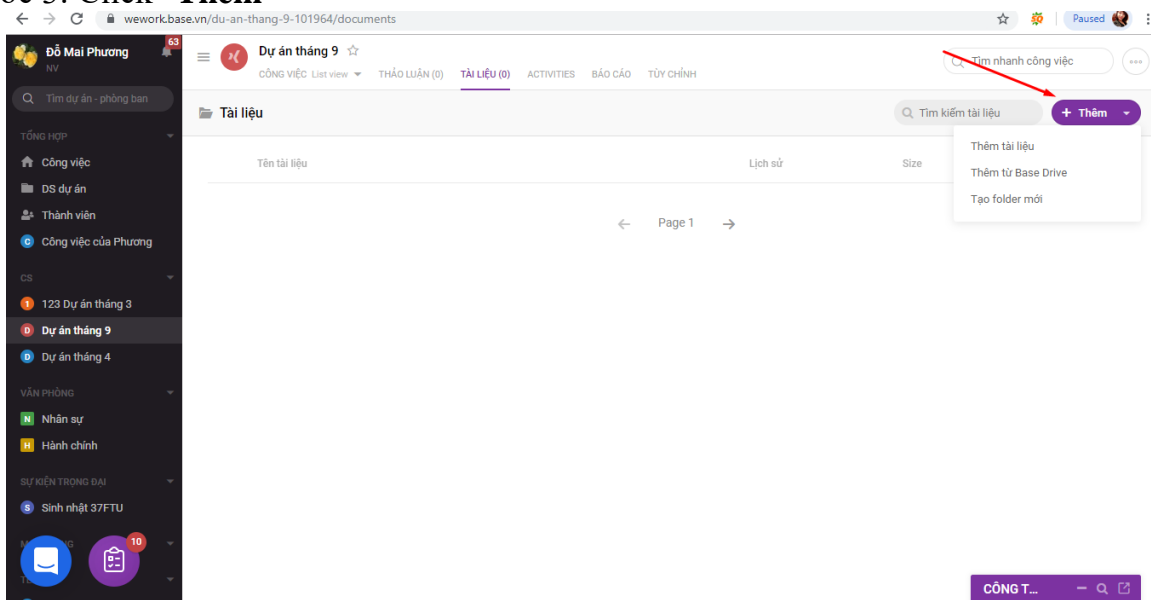 Click "Thêm"
wework.base.vn/du-an-thang-9-101964/documents
Paused
Đỗ Mai Phương
NV
63
Dự án tháng 9
CÔNG VIỆC List view THẢO LUẬN (0) TÀI LIỆU (0) ACTIVITIES BÁO CÁO TÙY CHỈNH
Tìm nhanh công việc
Tìm dự án - phòng ban
Tài liệu
Tìm kiếm tài liệu
+ Thêm
Thêm tài liệu
Thêm từ Base Drive
Tạo folder mới
Tên tài liệu Lịch sử Size
← Page 1 →
TỔNG HỢP
Công việc
DS dự án
Thành viên
C Công việc của Phương
CS
1 123 Dự án tháng 3
D Dự án tháng 9
D Dự án tháng 4
VĂN PHÒNG
N Nhân sự
H Hành chính
SỰ KIỆN TRỌNG ĐẠI
S Sinh nhật 37FTU
10
CÔNG T...